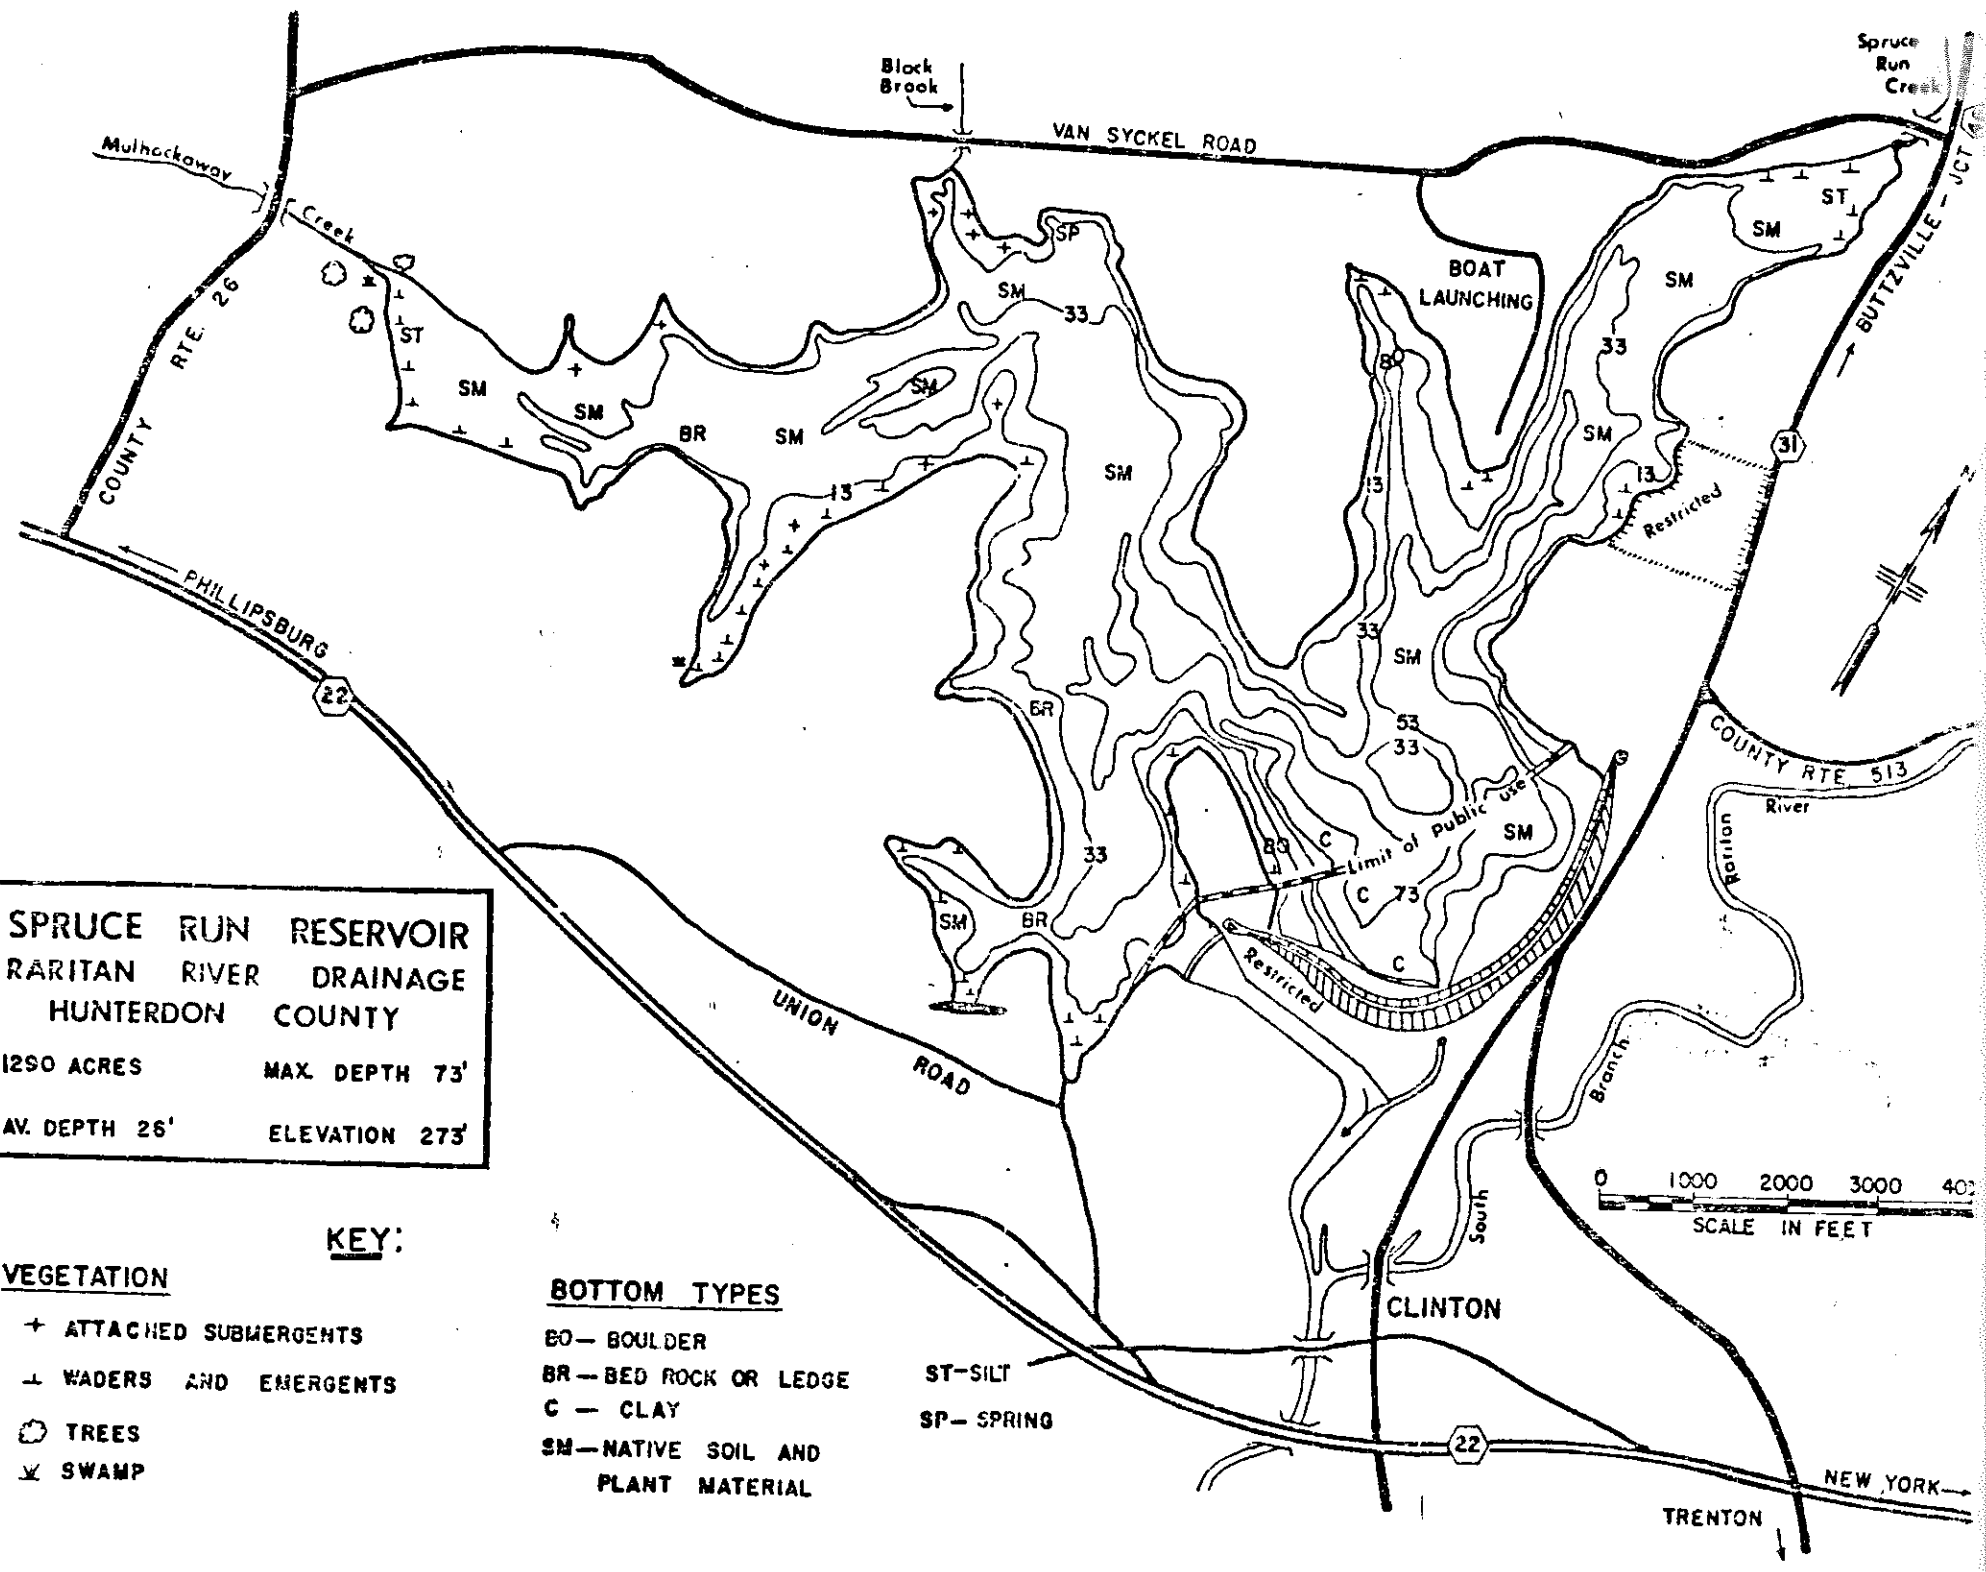 Spruce
Run
Creek
Block
Brook
VAN SYCKEL ROAD
Mulhockaway
Creek
COUNTY RTE. 26
ST
SM
SM
BR
SM
SM
SM
SP
33
13
SM
BOAT
LAUNCHING
BO
13
33
SM
ST
SM
SM
33
SM
13
Restricted
BUTTZVILLE - JCT
31
N
PHILLIPSBURG
22
BR
33
SM
53
33
COUNTY RTE 513
River
Raritan
Limit of Public use
SM
BO
C
C
73
C
33
SM
BR
Restricted
SPRUCE RUN RESERVOIR
RARITAN RIVER DRAINAGE
HUNTERDON COUNTY
1290 ACRES MAX. DEPTH 73'
AV. DEPTH 26' ELEVATION 273'
UNION ROAD
Branch
South
0 1000 2000 3000
SCALE IN FEET
KEY:
VEGETATION
ATTACHED SUBMERGENTS
WADERS AND EMERGENTS
TREES
SWAMP
BOTTOM TYPES
BO — BOULDER
BR — BED ROCK OR LEDGE
C — CLAY
SM — NATIVE SOIL AND
PLANT MATERIAL
ST — SILT
SP — SPRING
CLINTON
22
NEW YORK
TRENTON